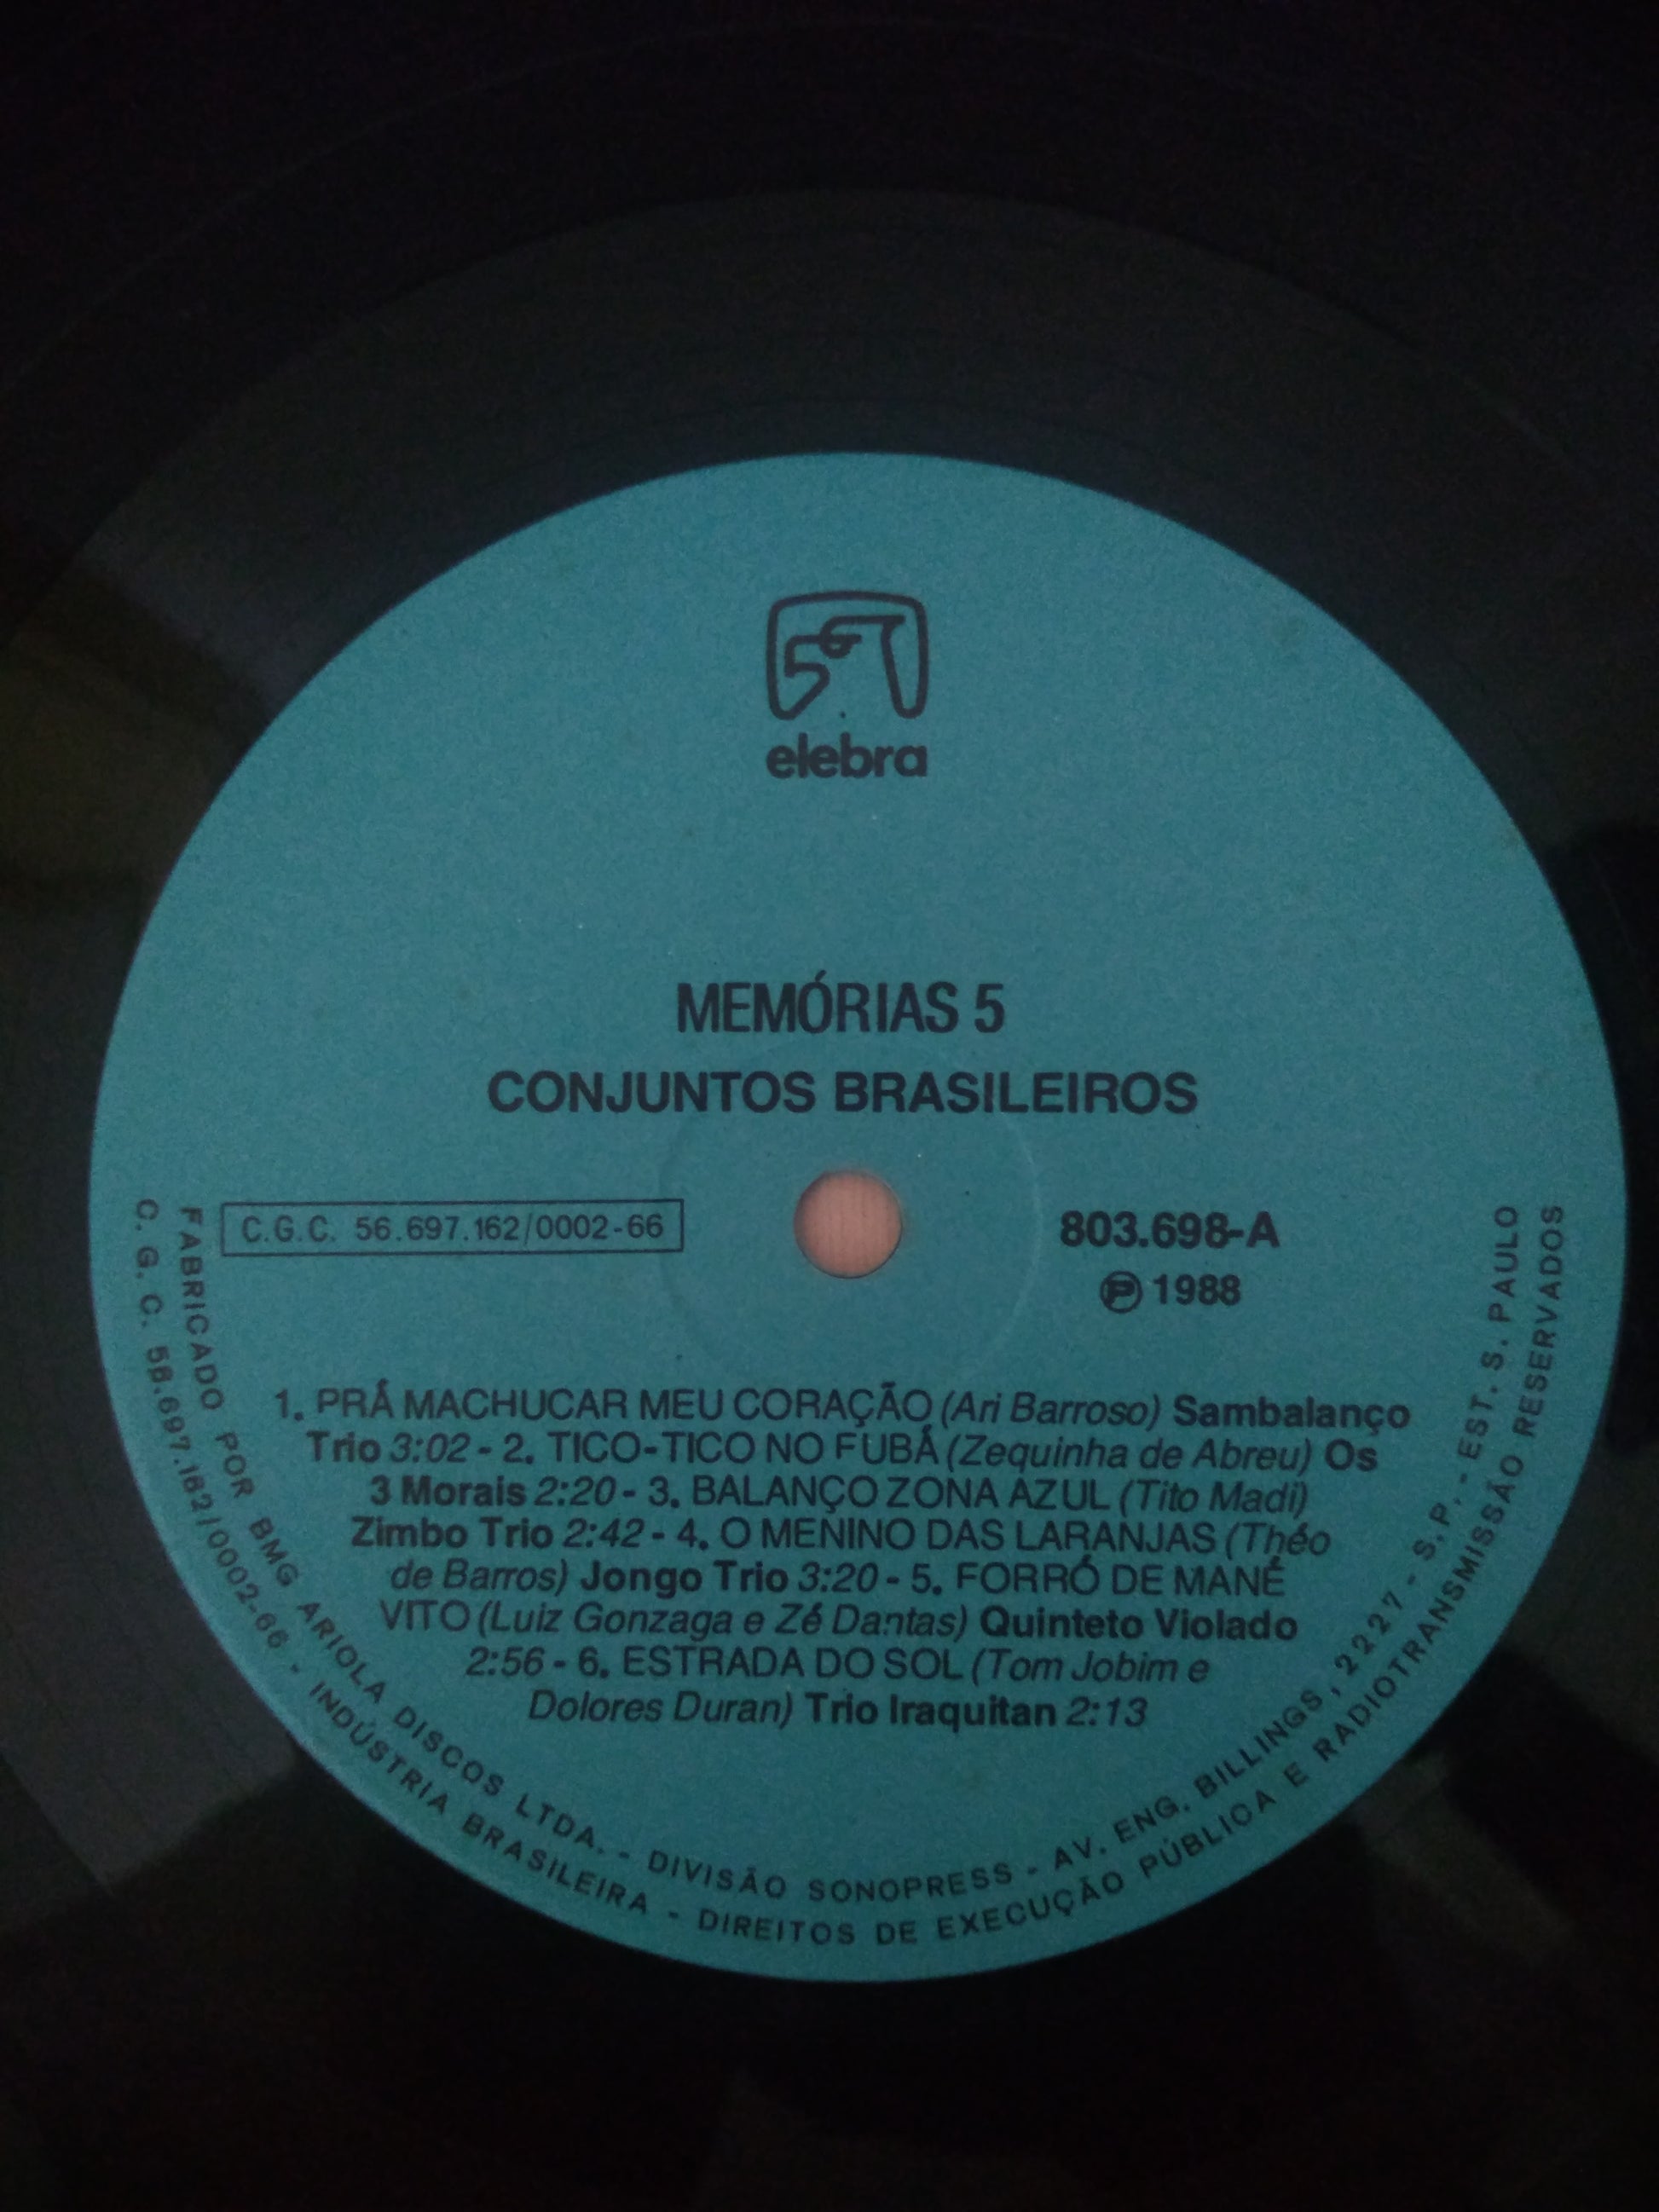 elebra
MEMÓRIAS 5
CONJUNTOS BRASILEIROS
C.G.C. 56.697.162/0002-66
803.698-A
Ⓟ 1988
1. PRÁ MACHUCAR MEU CORAÇÃO (Ari Barroso) Sambalanço
Trio 3:02 - 2. TICO-TICO NO FUBÁ (Zequinha de Abreu) Os
3 Morais 2:20 - 3. BALANÇO ZONA AZUL (Tito Madi)
Zimbo Trio 2:42 - 4. O MENINO DAS LARANJAS (Théo
de Barros) Jongo Trio 3:20 - 5. FORRÓ DE MANÉ
VITO (Luiz Gonzaga e Zé Dantas) Quinteto Violado
2:56 - 6. ESTRADA DO SOL (Tom Jobim e
Dolores Duran) Trio Iraquitan 2:13
FABRICADO POR BMG ARIOLA DISCOS LTDA. - DIVISÃO SONOPRESS - AV. ENG. BILLINGS, 2227 - S.P. - EST. S. PAULO
C.G.C. 56.697.162/0002-66 - INDÚSTRIA BRASILEIRA - DIREITOS DE EXECUÇÃO PÚBLICA E RADIOTRANSMISSÃO RESERVADOS